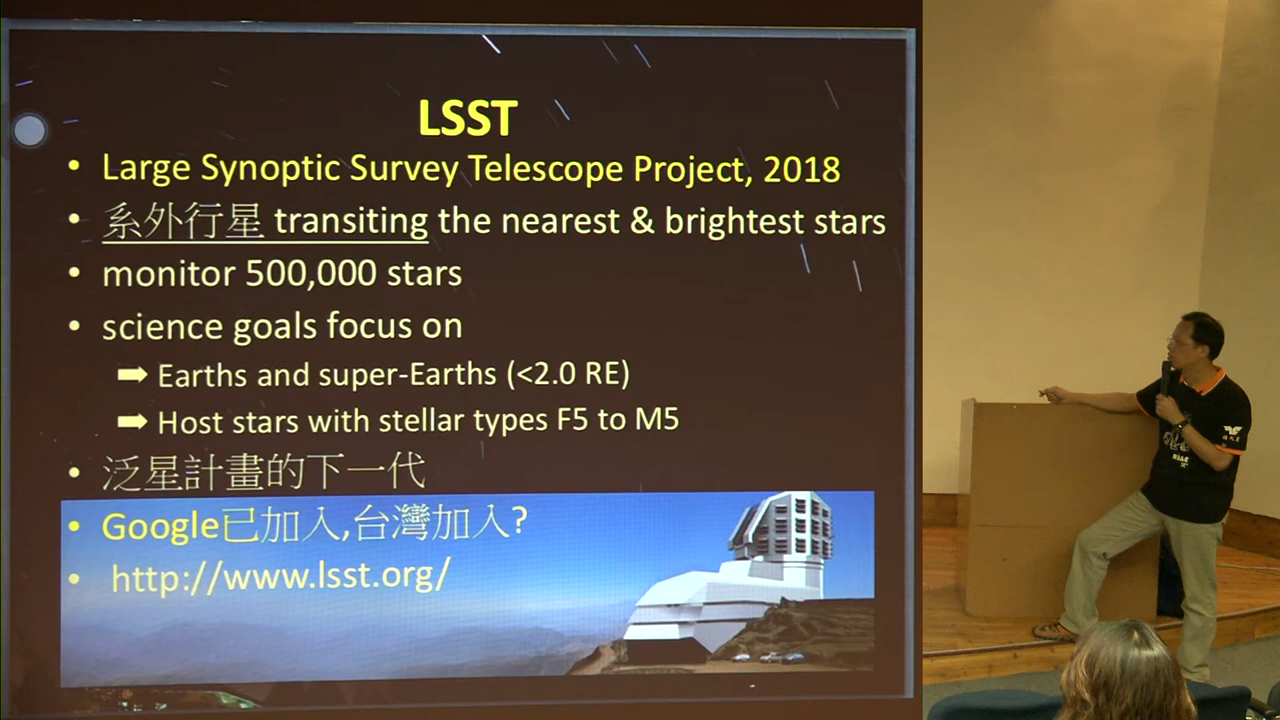 LSST
• Large Synoptic Survey Telescope Project, 2018
• 系外行星 transiting the nearest & brightest stars
• monitor 500,000 stars
• science goals focus on
➡ Earths and super-Earths (<2.0 RE)
➡ Host stars with stellar types F5 to M5
• 泛星計畫的下一代
• Google已加入,台灣加入?
• http://www.lsst.org/